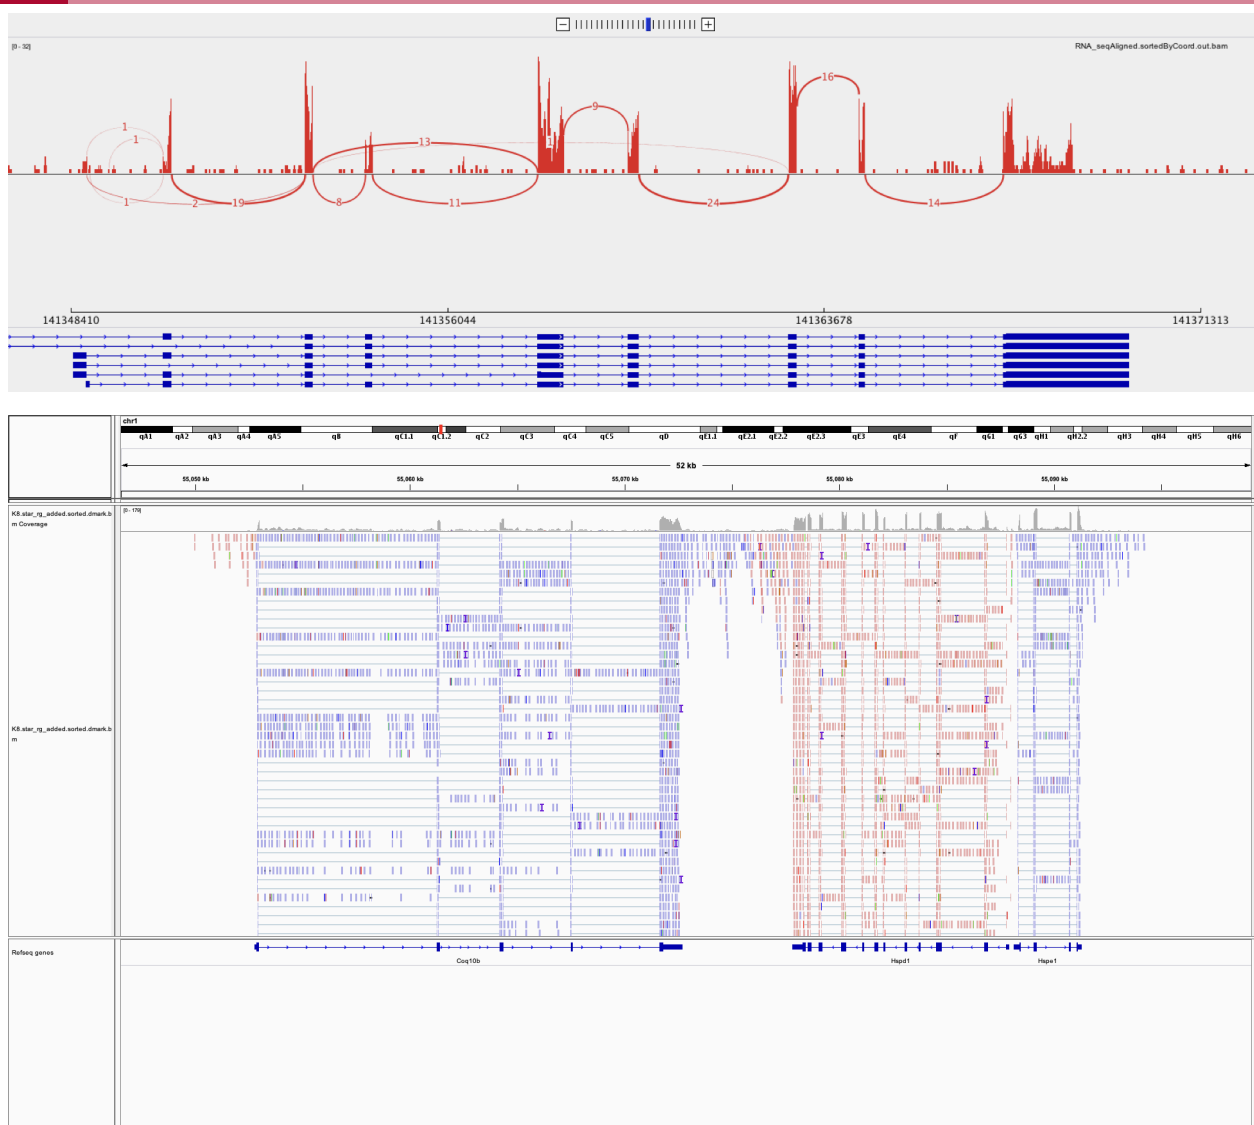 [0 - 32]
RNA_seqAligned.sortedByCoord.out.bam
16
9
1
1
13
1
1
2
19
8
11
24
14
141348410 141356044 141363678 141371313
chr1
qA1 qA2 qA3 qA4 qA5 qB qC1.1 qC1.2 qC2 qC3 qC4 qC5 qD qE1.1 qE2.1 qE2.2 qE2.3 qE3 qE4 qF qG1 qG3 qH1 qH2.2 qH3 qH4 qH5 qH6
52 kb
55,050 kb 55,060 kb 55,070 kb 55,080 kb 55,090 kb
K8.star_rg_added.sorted.dmark.b
m Coverage
[0 - 178]
K8.star_rg_added.sorted.dmark.b
m
Refseq genes
Coq10b Hspd1 Hspe1